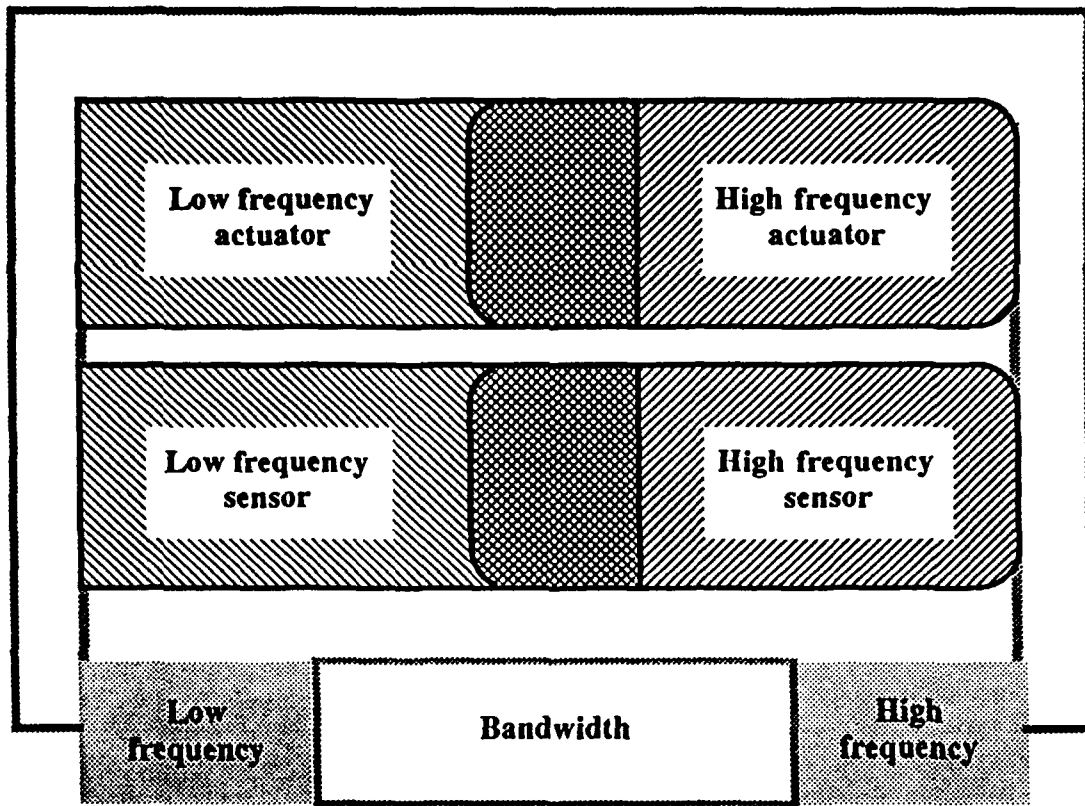 Low frequency
actuator
High frequency
actuator
Low frequency
sensor
High frequency
sensor
Low
frequency
Bandwidth
High
frequency